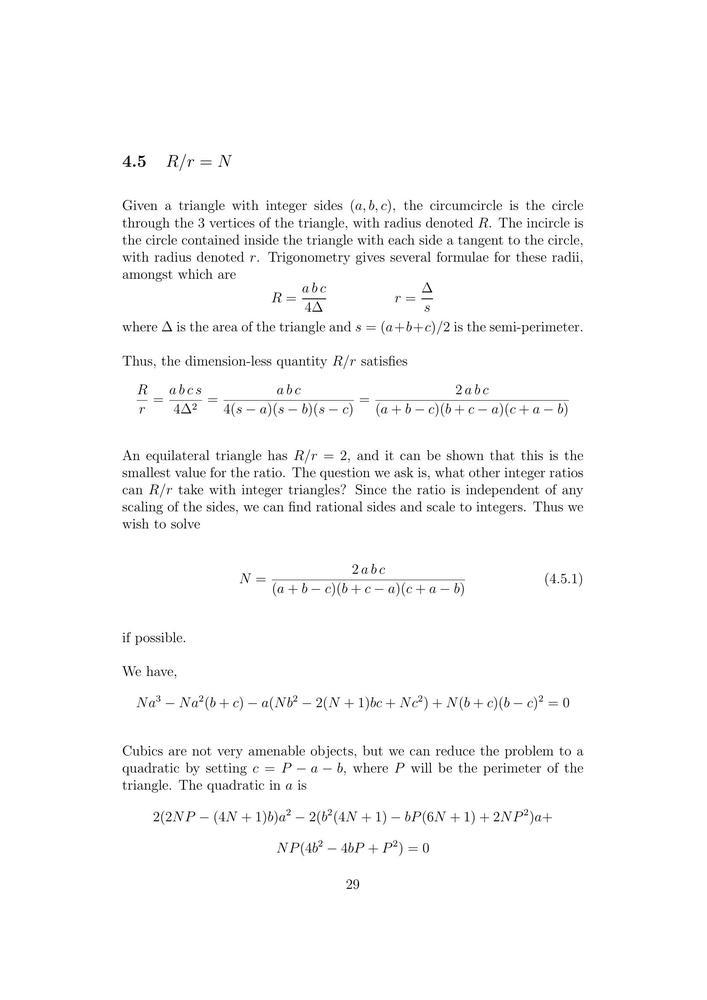 4.5 R/r = N
Given a triangle with integer sides (a, b, c), the circumcircle is the circle
through the 3 vertices of the triangle, with radius denoted R. The incircle is
the circle contained inside the triangle with each side a tangent to the circle,
with radius denoted r. Trigonometry gives several formulae for these radii,
amongst which are
R = \frac{a b c}{4Δ} r = \frac{Δ}{s}
where Δ is the area of the triangle and s = (a+b+c)/2 is the semi-perimeter.
Thus, the dimension-less quantity R/r satisfies
\frac{R}{r} = \frac{a b c s}{4Δ^2} = \frac{a b c}{4(s − a)(s − b)(s − c)} = \frac{2 a b c}{(a + b − c)(b + c − a)(c + a − b)}
An equilateral triangle has R/r = 2, and it can be shown that this is the
smallest value for the ratio. The question we ask is, what other integer ratios
can R/r take with integer triangles? Since the ratio is independent of any
scaling of the sides, we can find rational sides and scale to integers. Thus we
wish to solve
N = \frac{2 a b c}{(a + b − c)(b + c − a)(c + a − b)} (4.5.1)
if possible.
We have,
Na^3 − Na^2(b + c) − a(Nb^2 − 2(N + 1)bc + Nc^2) + N(b + c)(b − c)^2 = 0
Cubics are not very amenable objects, but we can reduce the problem to a
quadratic by setting c = P − a − b, where P will be the perimeter of the
triangle. The quadratic in a is
2(2NP − (4N + 1)b)a^2 − 2(b^2(4N + 1) − bP(6N + 1) + 2NP^2)a+
NP(4b^2 − 4bP + P^2) = 0
29